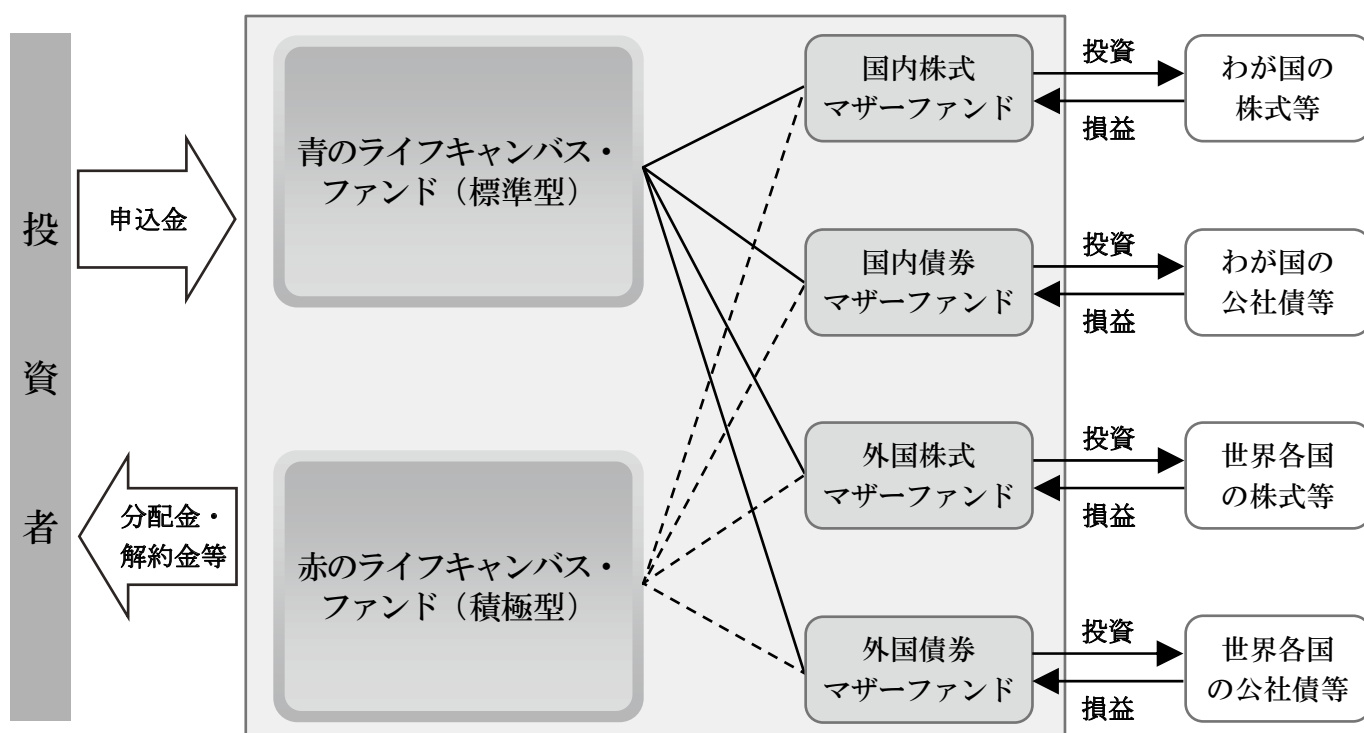 投資者
申込金
分配金・
解約金等
青のライフキャンバス・
ファンド（標準型）
赤のライフキャンバス・
ファンド（積極型）
国内株式
マザーファンド
投資
損益
わが国の
株式等
国内債券
マザーファンド
投資
損益
わが国の
公社債等
外国株式
マザーファンド
投資
損益
世界各国
の株式等
外国債券
マザーファンド
投資
損益
世界各国
の公社債等